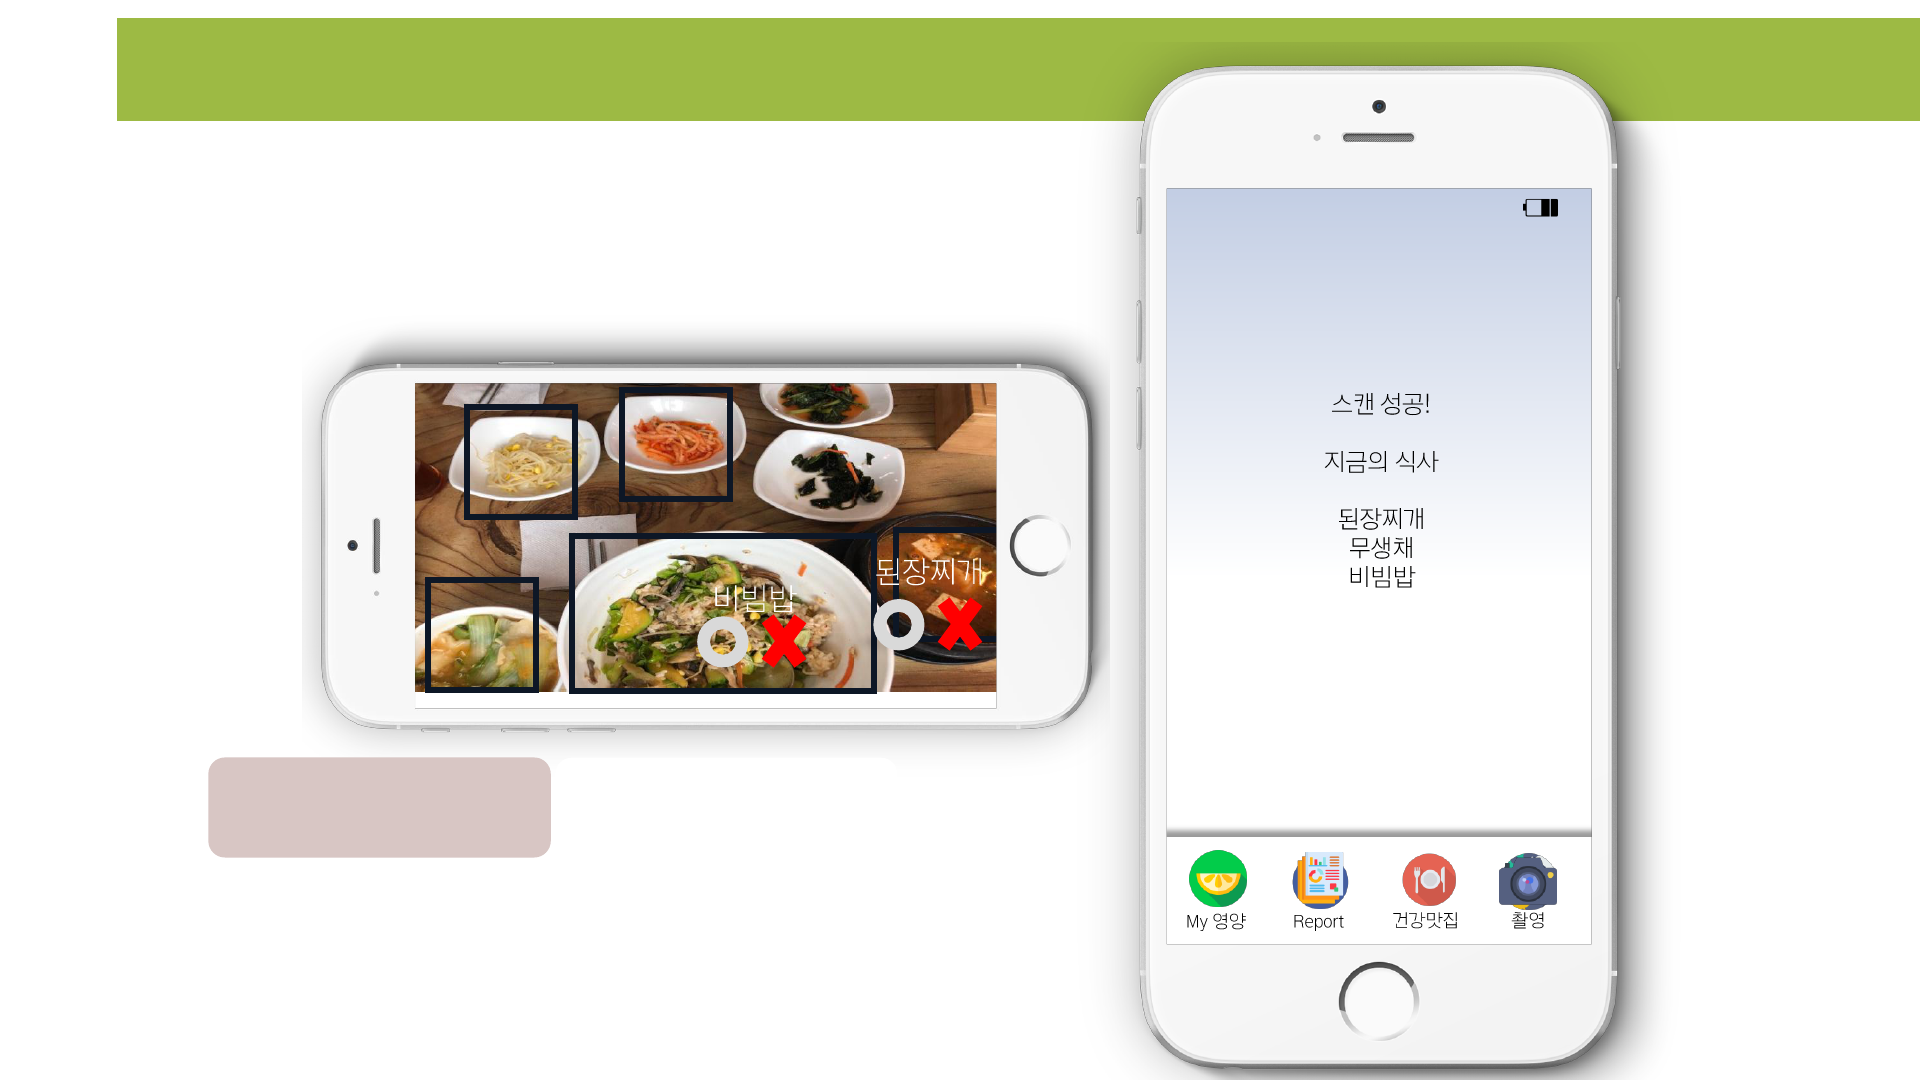 된장찌개
비빔밥
스캔 성공!
지금의 식사
된장찌개
무생채
비빔밥
My 영양
Report
건강맛집
촬영